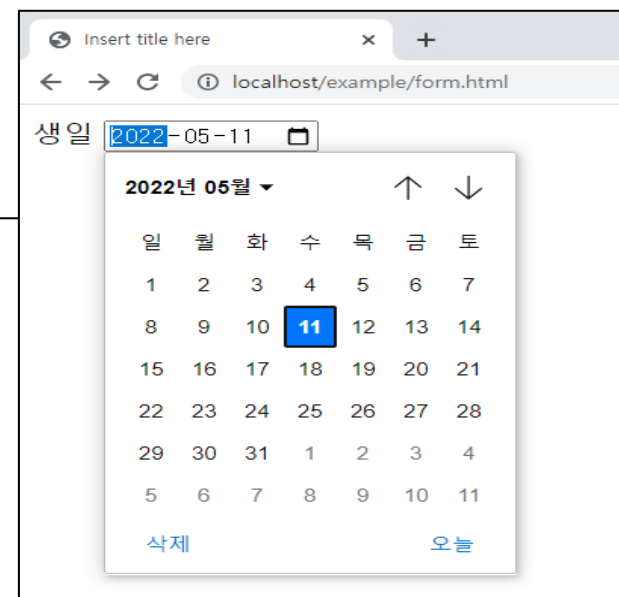 Insert title here
localhost/example/form.html
생일 2022-05-11
2022년 05월
일 월 화 수 목 금 토
1 2 3 4 5 6 7
8 9 10 11 12 13 14
15 16 17 18 19 20 21
22 23 24 25 26 27 28
29 30 31 1 2 3 4
5 6 7 8 9 10 11
삭제 오늘